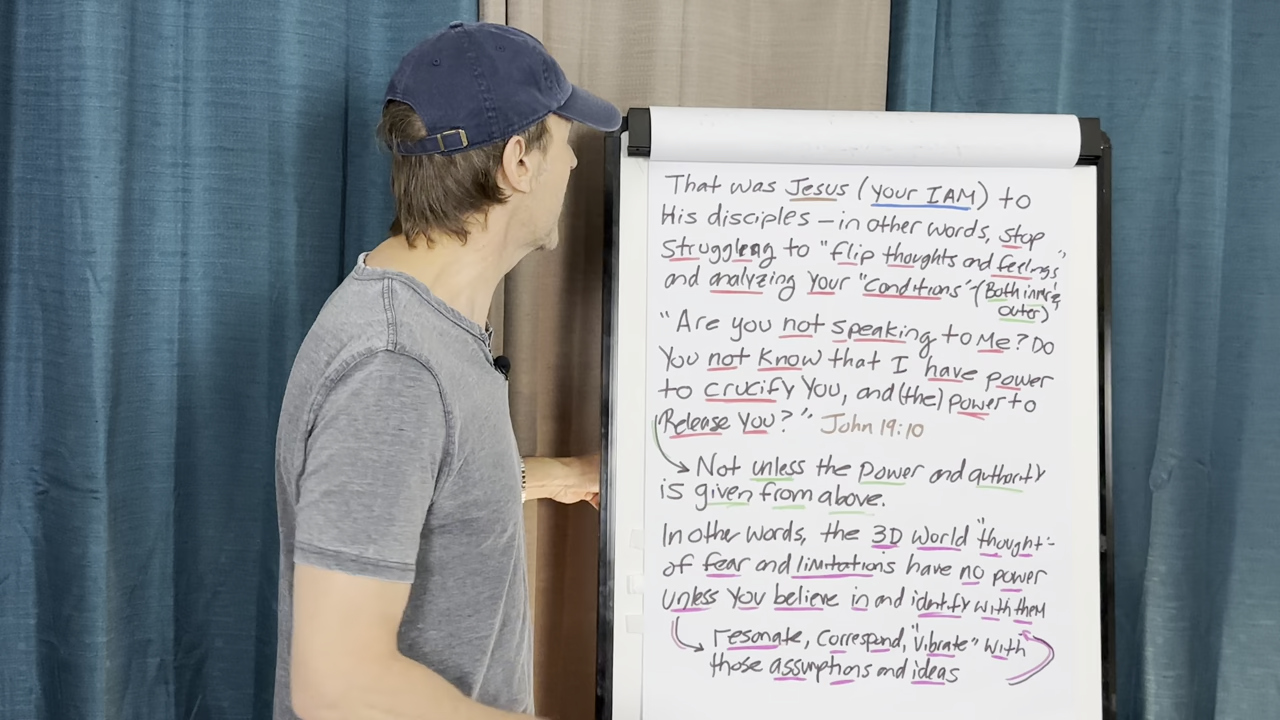 That was Jesus (your IAM) to
His disciples – in other words, stop
struggleng to "flip thoughts and feelings"
and analyzing your "Conditions" (Both inner &
outer)
"Are you not speaking to Me? Do
You not know that I have power
to crucify You, and (the) power to
Release You?" John 19:10
Not unless the power and authority
is given from above.
In other words, the 3D world "thought"
of fear and limitations have no power
unless you believe in and identify with them
resonate, correspond, "vibrate" with
those assumptions and ideas